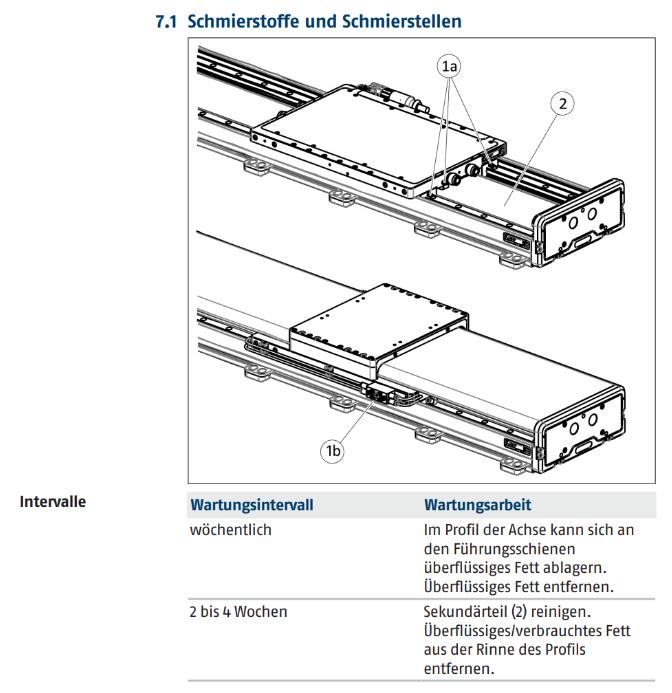 7.1 Schmierstoffe und Schmierstellen
1a
2
1b
Intervalle
Wartungsintervall Wartungsarbeit
wöchentlich Im Profil der Achse kann sich an
den Führungsschienen
überflüssiges Fett ablagern.
Überflüssiges Fett entfernen.
2 bis 4 Wochen Sekundärteil (2) reinigen.
Überflüssiges/verbrauchtes Fett
aus der Rinne des Profils
entfernen.